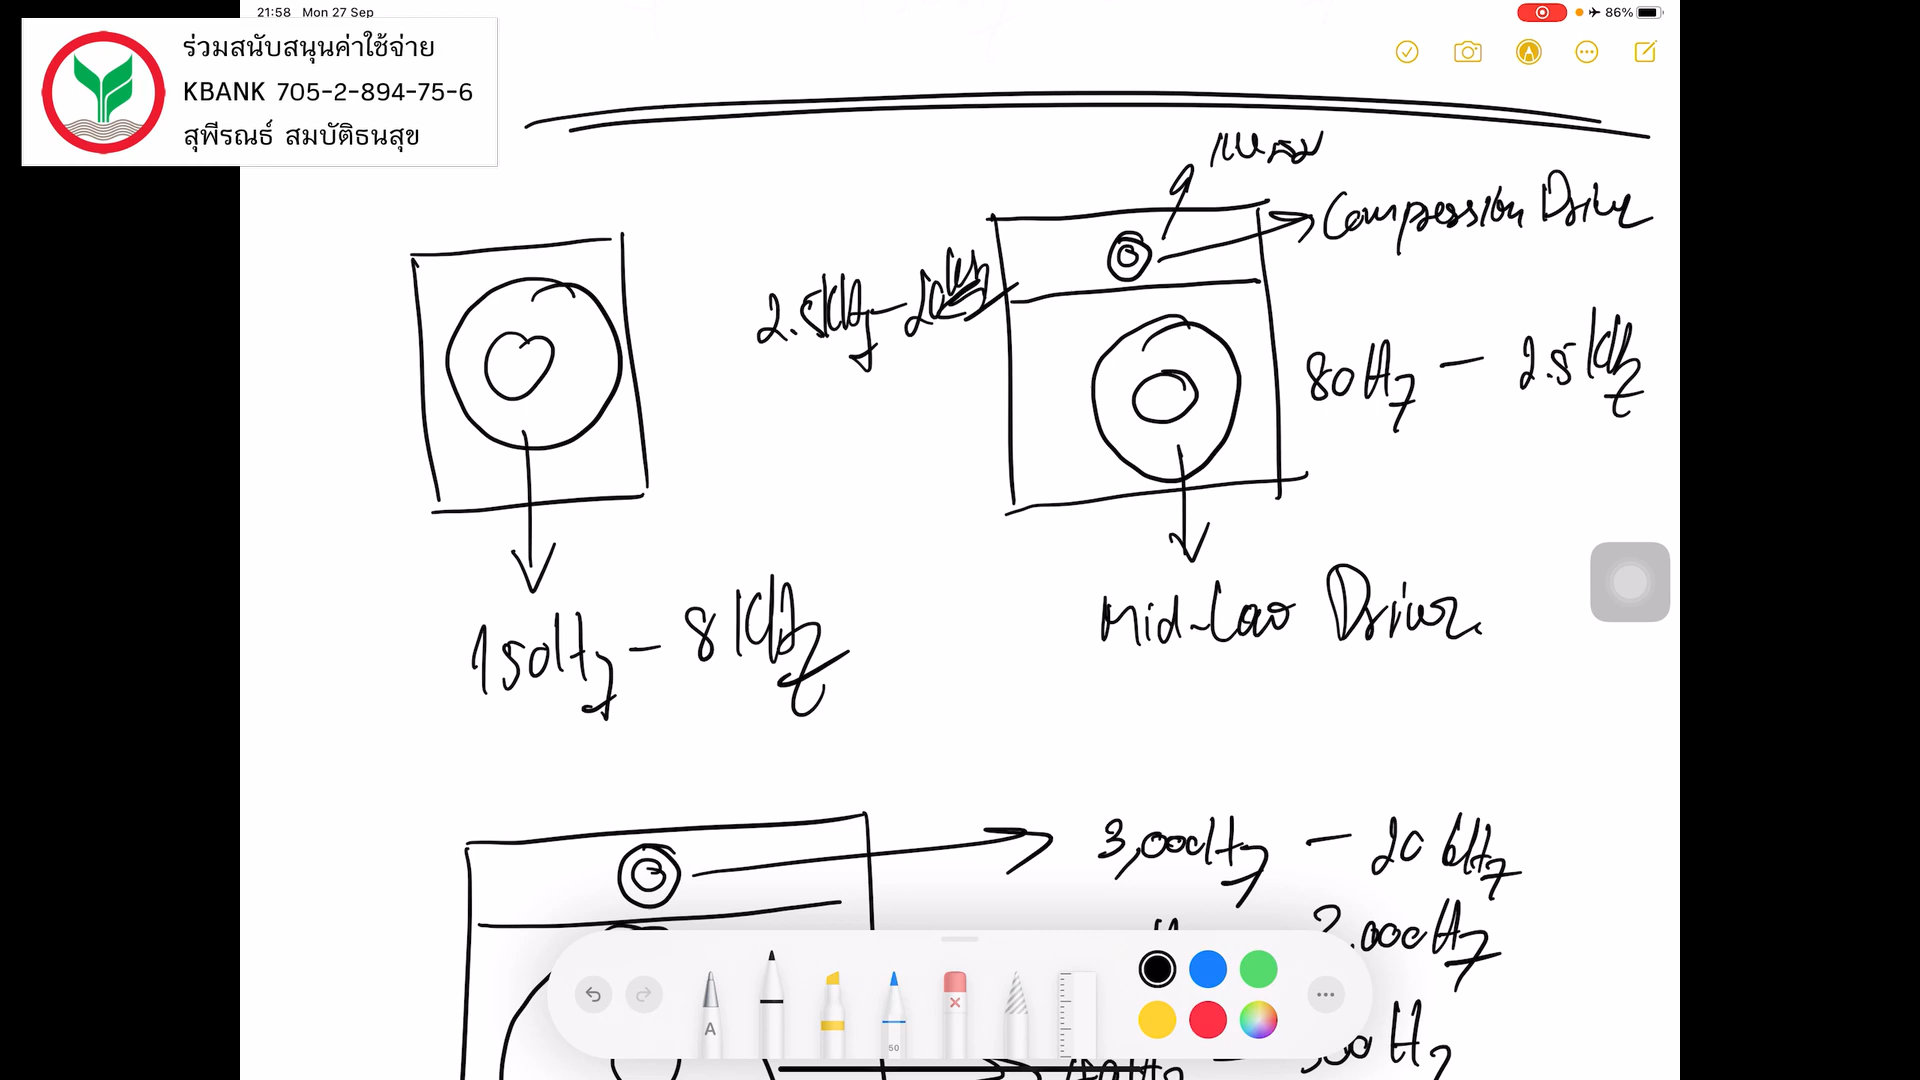 21:58 Mon 27 Sep
86%
ร่วมสนับสนุนค่าใช้จ่าย
KBANK 705-2-894-75-6
สุพีรณธ์ สมบัติธนสุข
Compression Driver
2.5KHz - 20KHz
80Hz - 2.5KHz
Mid-Low Driver
150Hz - 8KHz
3,000Hz - 20KHz
A
50